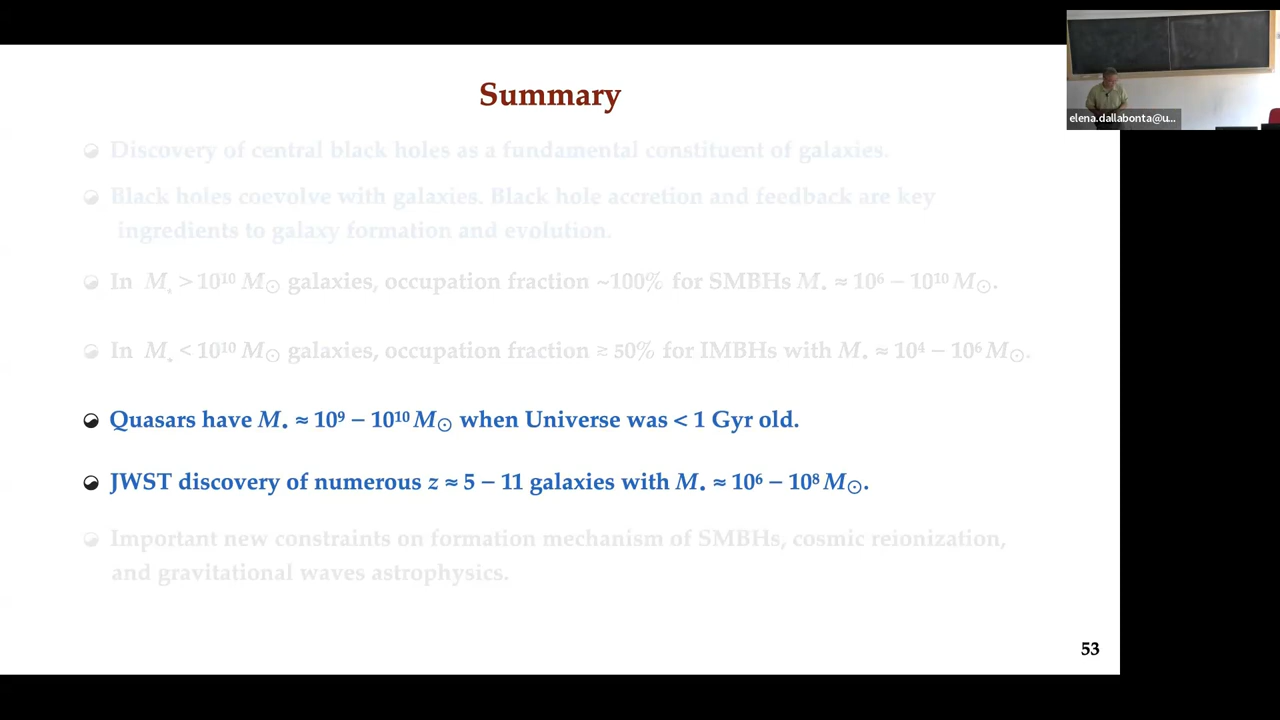 Summary
Discovery of central black holes as a fundamental constituent of galaxies.
Black holes coevolve with galaxies. Black hole accretion and feedback are key
ingredients to galaxy formation and evolution.
In M⁎ > 10¹⁰ M☉ galaxies, occupation fraction ~100% for SMBHs M• ≈ 10⁶ − 10¹⁰ M☉.
In M⁎ < 10¹⁰ M☉ galaxies, occupation fraction ≳ 50% for IMBHs with M• ≈ 10⁴ − 10⁶ M☉.
Quasars have M• ≈ 10⁹ − 10¹⁰ M☉ when Universe was < 1 Gyr old.
JWST discovery of numerous z ≈ 5 − 11 galaxies with M• ≈ 10⁶ − 10⁸ M☉.
Important new constraints on formation mechanism of SMBHs, cosmic reionization,
and gravitational waves astrophysics.
53
elena.dallabonta@u...